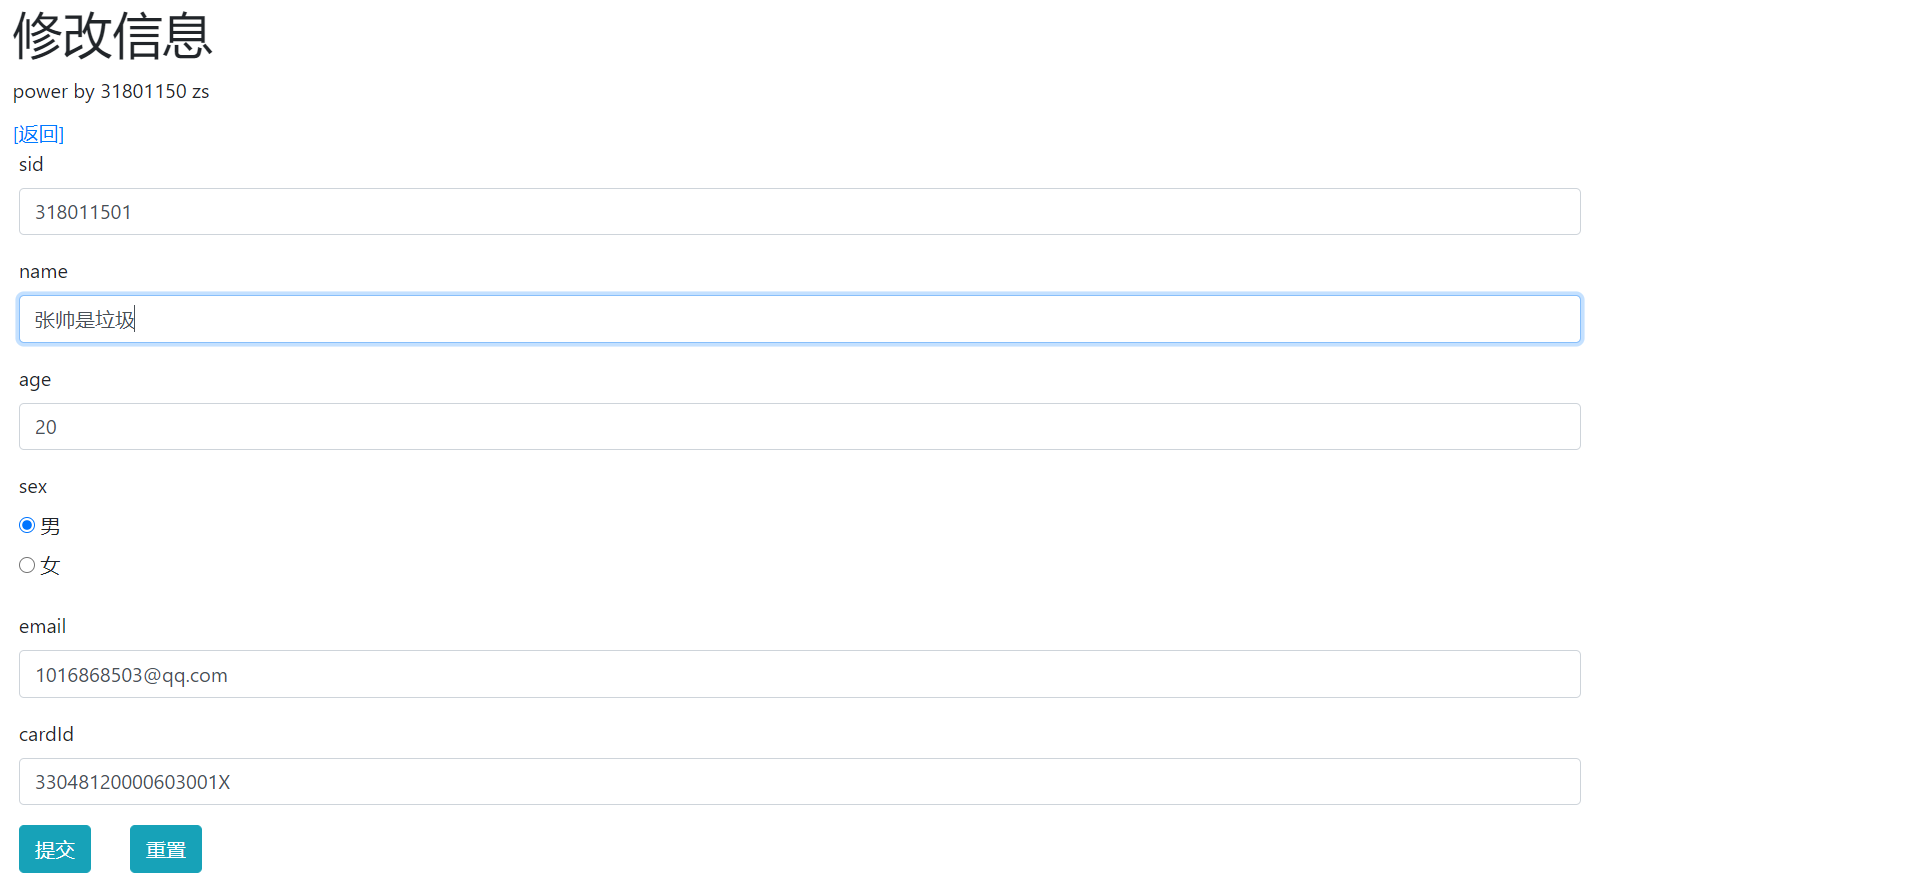 修改信息
power by 31801150 zs
[返回]
sid
318011501
name
张帅是垃圾
age
20
sex
男
女
email
1016868503@qq.com
cardId
33048120000603001X
提交 重置